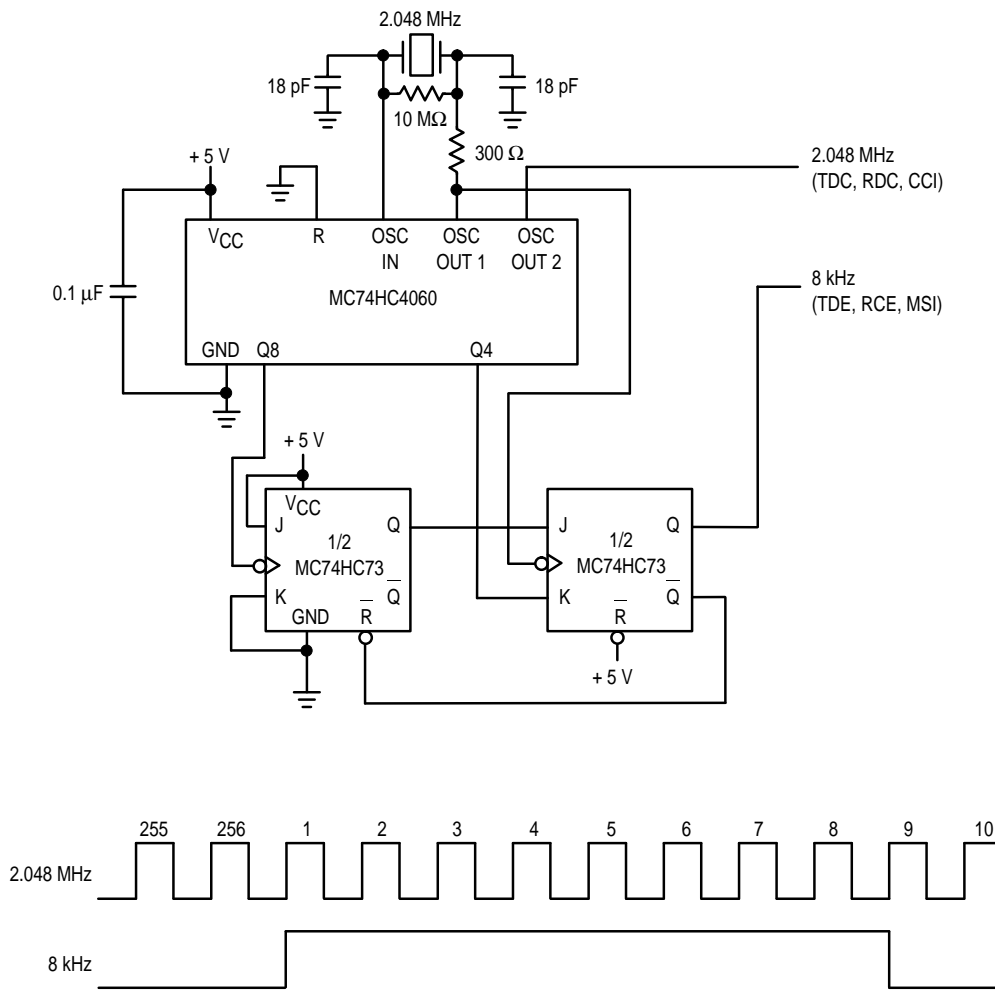 2.048 MHz
18 pF
18 pF
10 MΩ
300 Ω
+ 5 V
2.048 MHz
(TDC, RDC, CCI)
VCC
R
OSC
IN
OSC
OUT 1
OSC
OUT 2
MC74HC4060
0.1 µF
8 kHz
(TDE, RCE, MSI)
GND
Q8
Q4
+ 5 V
VCC
J
Q
1/2
MC74HC73
K
Q
GND
R
J
Q
1/2
MC74HC73
K
Q
R
+ 5 V
255 256 1 2 3 4 5 6 7 8 9 10
2.048 MHz
8 kHz